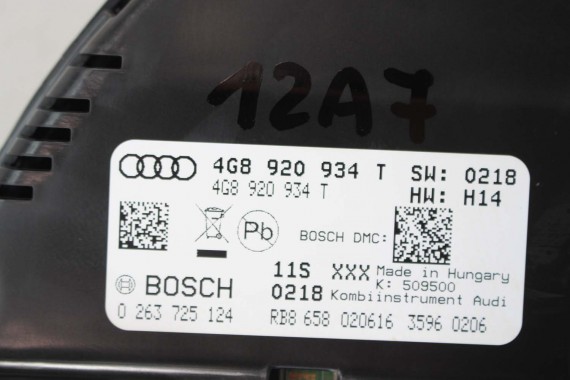 12A7
4G8 920 934 T SW: 0218
4G8 920 934 T HW: H14
Pb BOSCH DMC:
11S XXX Made in Hungary
K: 509500
BOSCH 0218 Kombiinstrument Audi
0 263 725 124 RB8 658 020616 3596 0206